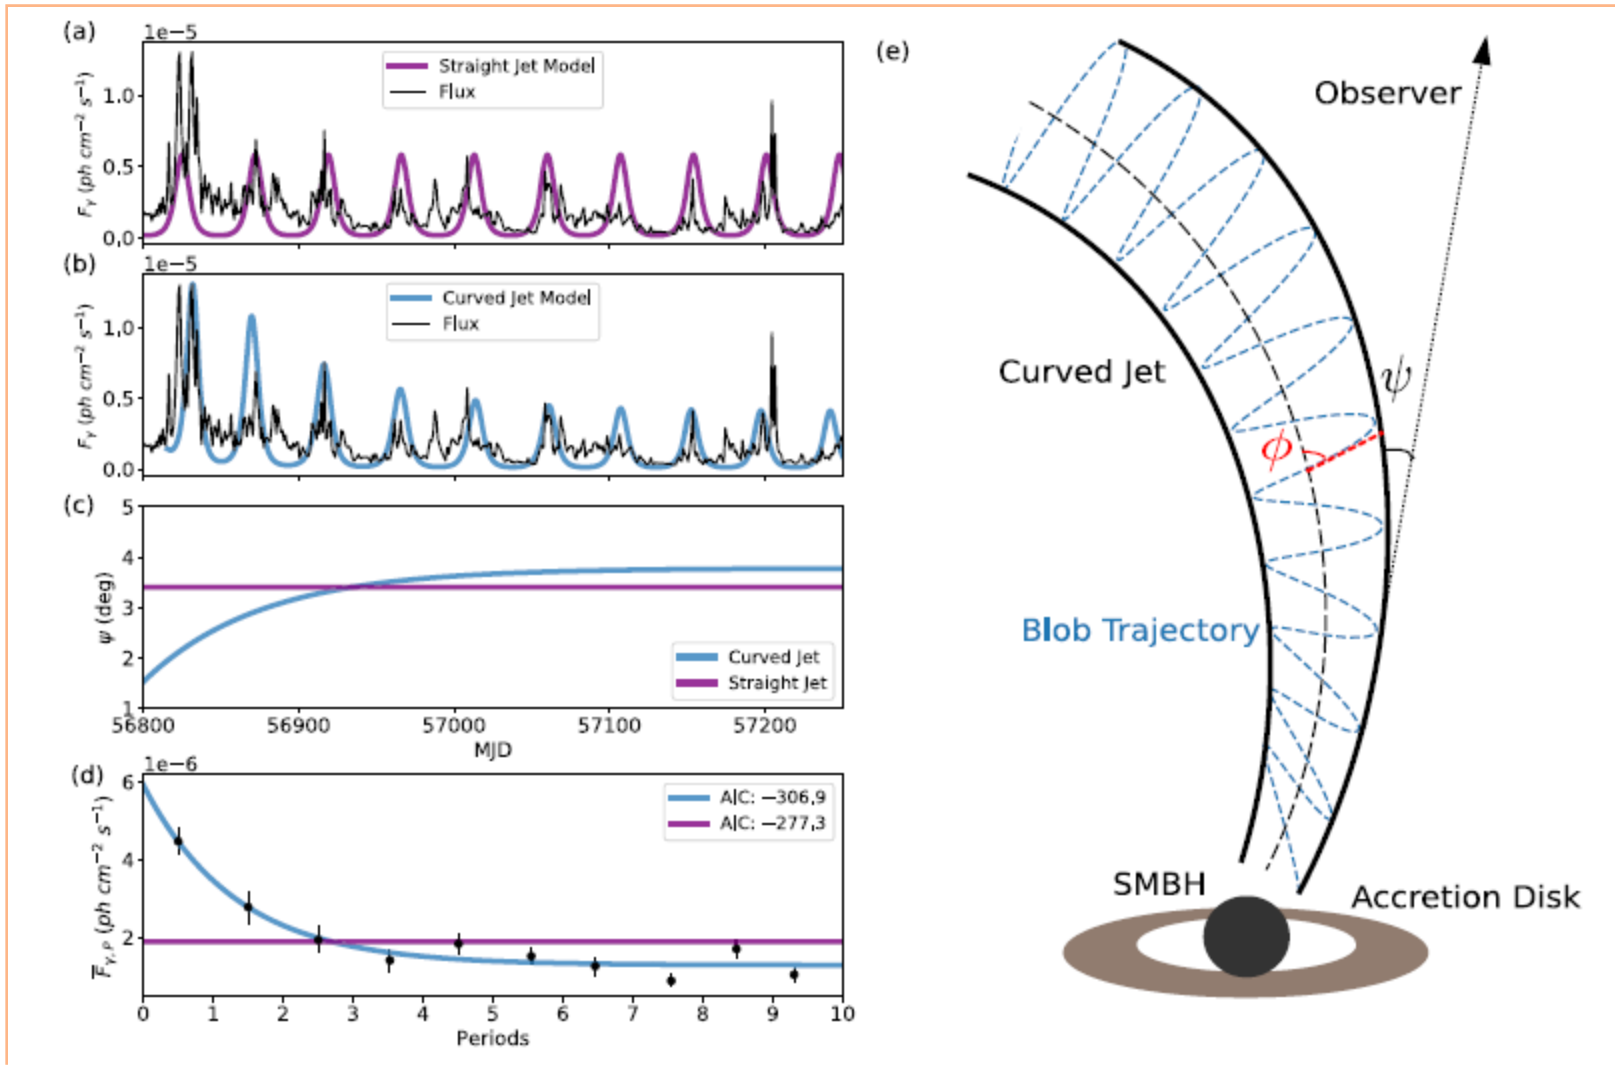 (a)
1e−5
F_γ (ph cm⁻² s⁻¹)
1.0
0.5
0.0
Straight Jet Model
Flux
(b)
1e−5
F_γ (ph cm⁻² s⁻¹)
1.0
0.5
0.0
Curved Jet Model
Flux
(c)
ψ (deg)
5
4
3
2
1
Curved Jet
Straight Jet
56800 56900 57000 57100 57200
MJD
(d)
1e−6
F̅_γ,P (ph cm⁻² s⁻¹)
6
4
2
AIC: −306,9
AIC: −277,3
0 1 2 3 4 5 6 7 8 9 10
Periods
(e)
Observer
Curved Jet
ψ
ϕ
Blob Trajectory
SMBH
Accretion Disk